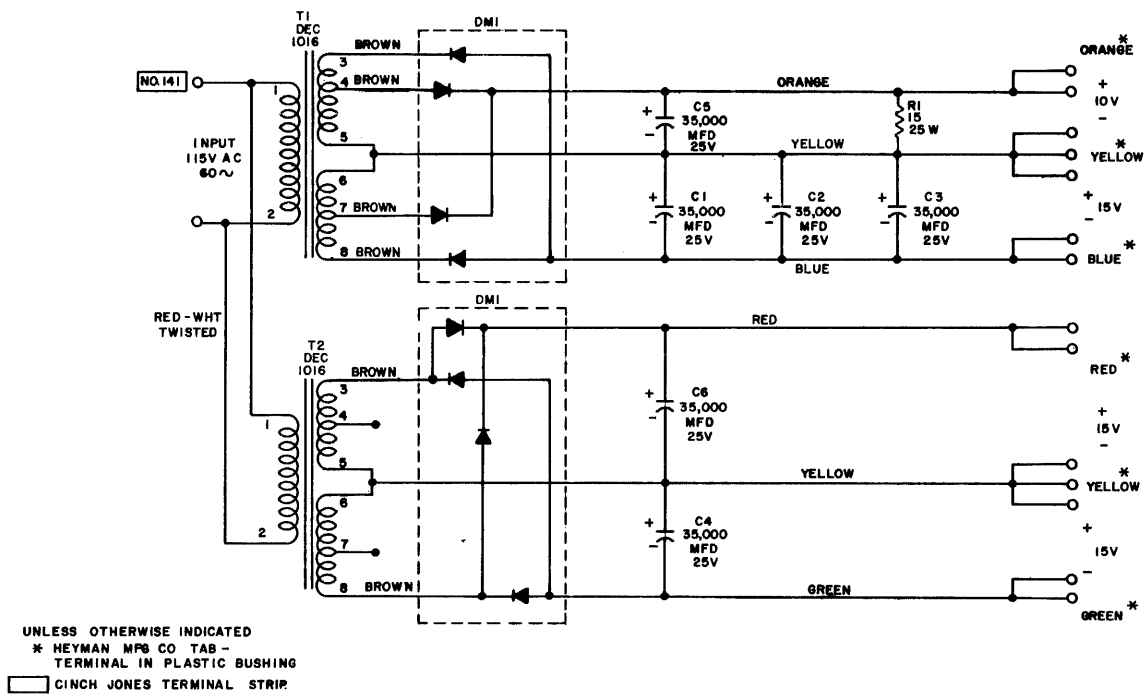 T1
DEC
1016
DM1
BROWN
3
4
BROWN
5
6
7
BROWN
8
BROWN
NO. 141
1
2
INPUT
115V AC
60~
ORANGE
ORANGE *
+
10V
-
+
-
C5
35,000
MFD
25V
R1
15
25 W
YELLOW
*
YELLOW
+
-
C1
35,000
MFD
25V
+
-
C2
35,000
MFD
25V
+
-
C3
35,000
MFD
25V
+
15V
-
BLUE
BLUE *
RED-WHT
TWISTED
DM1
T2
DEC
1016
BROWN
3
4
5
6
7
8
BROWN
1
2
RED
RED *
+
-
C6
35,000
MFD
25V
+
15V
-
YELLOW
*
YELLOW
+
-
C4
35,000
MFD
25V
+
15V
-
GREEN
GREEN *
UNLESS OTHERWISE INDICATED
* HEYMAN MFG CO TAB-
TERMINAL IN PLASTIC BUSHING
CINCH JONES TERMINAL STRIP.